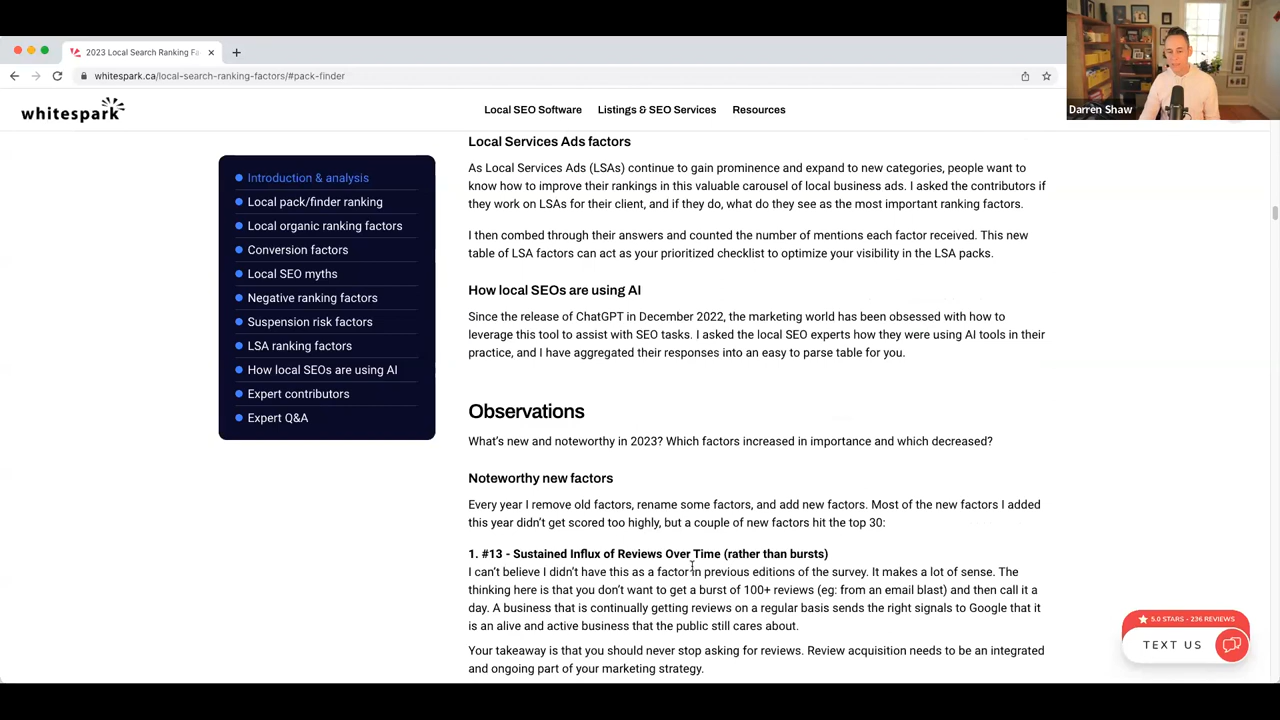 Darren Shaw
2023 Local Search Ranking Fa
whitespark.ca/local-search-ranking-factors/#pack-finder
whitespark
Local SEO Software
Listings & SEO Services
Resources
Introduction & analysis
Local pack/finder ranking
Local organic ranking factors
Conversion factors
Local SEO myths
Negative ranking factors
Suspension risk factors
LSA ranking factors
How local SEOs are using AI
Expert contributors
Expert Q&A
Local Services Ads factors
As Local Services Ads (LSAs) continue to gain prominence and expand to new categories, people want to
know how to improve their rankings in this valuable carousel of local business ads. I asked the contributors if
they work on LSAs for their client, and if they do, what do they see as the most important ranking factors.
I then combed through their answers and counted the number of mentions each factor received. This new
table of LSA factors can act as your prioritized checklist to optimize your visibility in the LSA packs.
How local SEOs are using AI
Since the release of ChatGPT in December 2022, the marketing world has been obsessed with how to
leverage this tool to assist with SEO tasks. I asked the local SEO experts how they were using AI tools in their
practice, and I have aggregated their responses into an easy to parse table for you.
Observations
What's new and noteworthy in 2023? Which factors increased in importance and which decreased?
Noteworthy new factors
Every year I remove old factors, rename some factors, and add new factors. Most of the new factors I added
this year didn't get scored too highly, but a couple of new factors hit the top 30:
1. #13 - Sustained Influx of Reviews Over Time (rather than bursts)
I can't believe I didn't have this as a factor in previous editions of the survey. It makes a lot of sense. The
thinking here is that you don't want to get a burst of 100+ reviews (eg: from an email blast) and then call it a
day. A business that is continually getting reviews on a regular basis sends the right signals to Google that it
is an alive and active business that the public still cares about.
Your takeaway is that you should never stop asking for reviews. Review acquisition needs to be an integrated
and ongoing part of your marketing strategy.
5.0 STARS - 236 REVIEWS
TEXT US